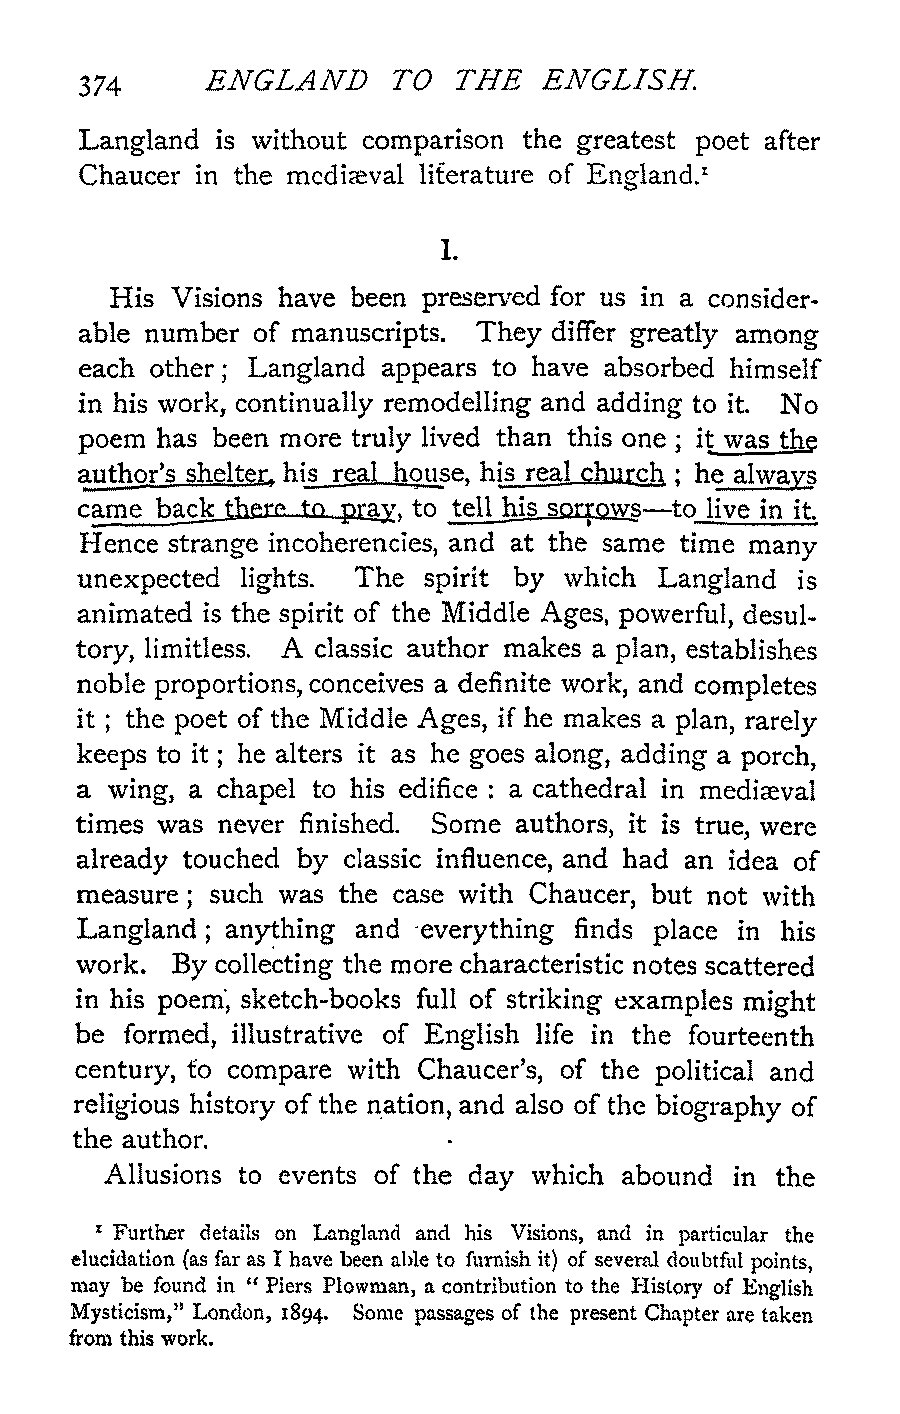 374 ENGLAND TO THE ENGLISH.
Langland is without comparison the greatest poet after
Chaucer in the mediæval literature of England.¹
I.
His Visions have been preserved for us in a consider-
able number of manuscripts. They differ greatly among
each other ; Langland appears to have absorbed himself
in his work, continually remodelling and adding to it. No
poem has been more truly lived than this one ; it was the
author's shelter, his real house, his real church ; he always
came back there to pray, to tell his sorrows—to live in it.
Hence strange incoherencies, and at the same time many
unexpected lights. The spirit by which Langland is
animated is the spirit of the Middle Ages, powerful, desul-
tory, limitless. A classic author makes a plan, establishes
noble proportions, conceives a definite work, and completes
it ; the poet of the Middle Ages, if he makes a plan, rarely
keeps to it ; he alters it as he goes along, adding a porch,
a wing, a chapel to his edifice : a cathedral in mediæval
times was never finished. Some authors, it is true, were
already touched by classic influence, and had an idea of
measure ; such was the case with Chaucer, but not with
Langland ; anything and everything finds place in his
work. By collecting the more characteristic notes scattered
in his poem, sketch-books full of striking examples might
be formed, illustrative of English life in the fourteenth
century, to compare with Chaucer's, of the political and
religious history of the nation, and also of the biography of
the author.
Allusions to events of the day which abound in the
¹ Further details on Langland and his Visions, and in particular the
elucidation (as far as I have been able to furnish it) of several doubtful points,
may be found in " Piers Plowman, a contribution to the History of English
Mysticism," London, 1894. Some passages of the present Chapter are taken
from this work.